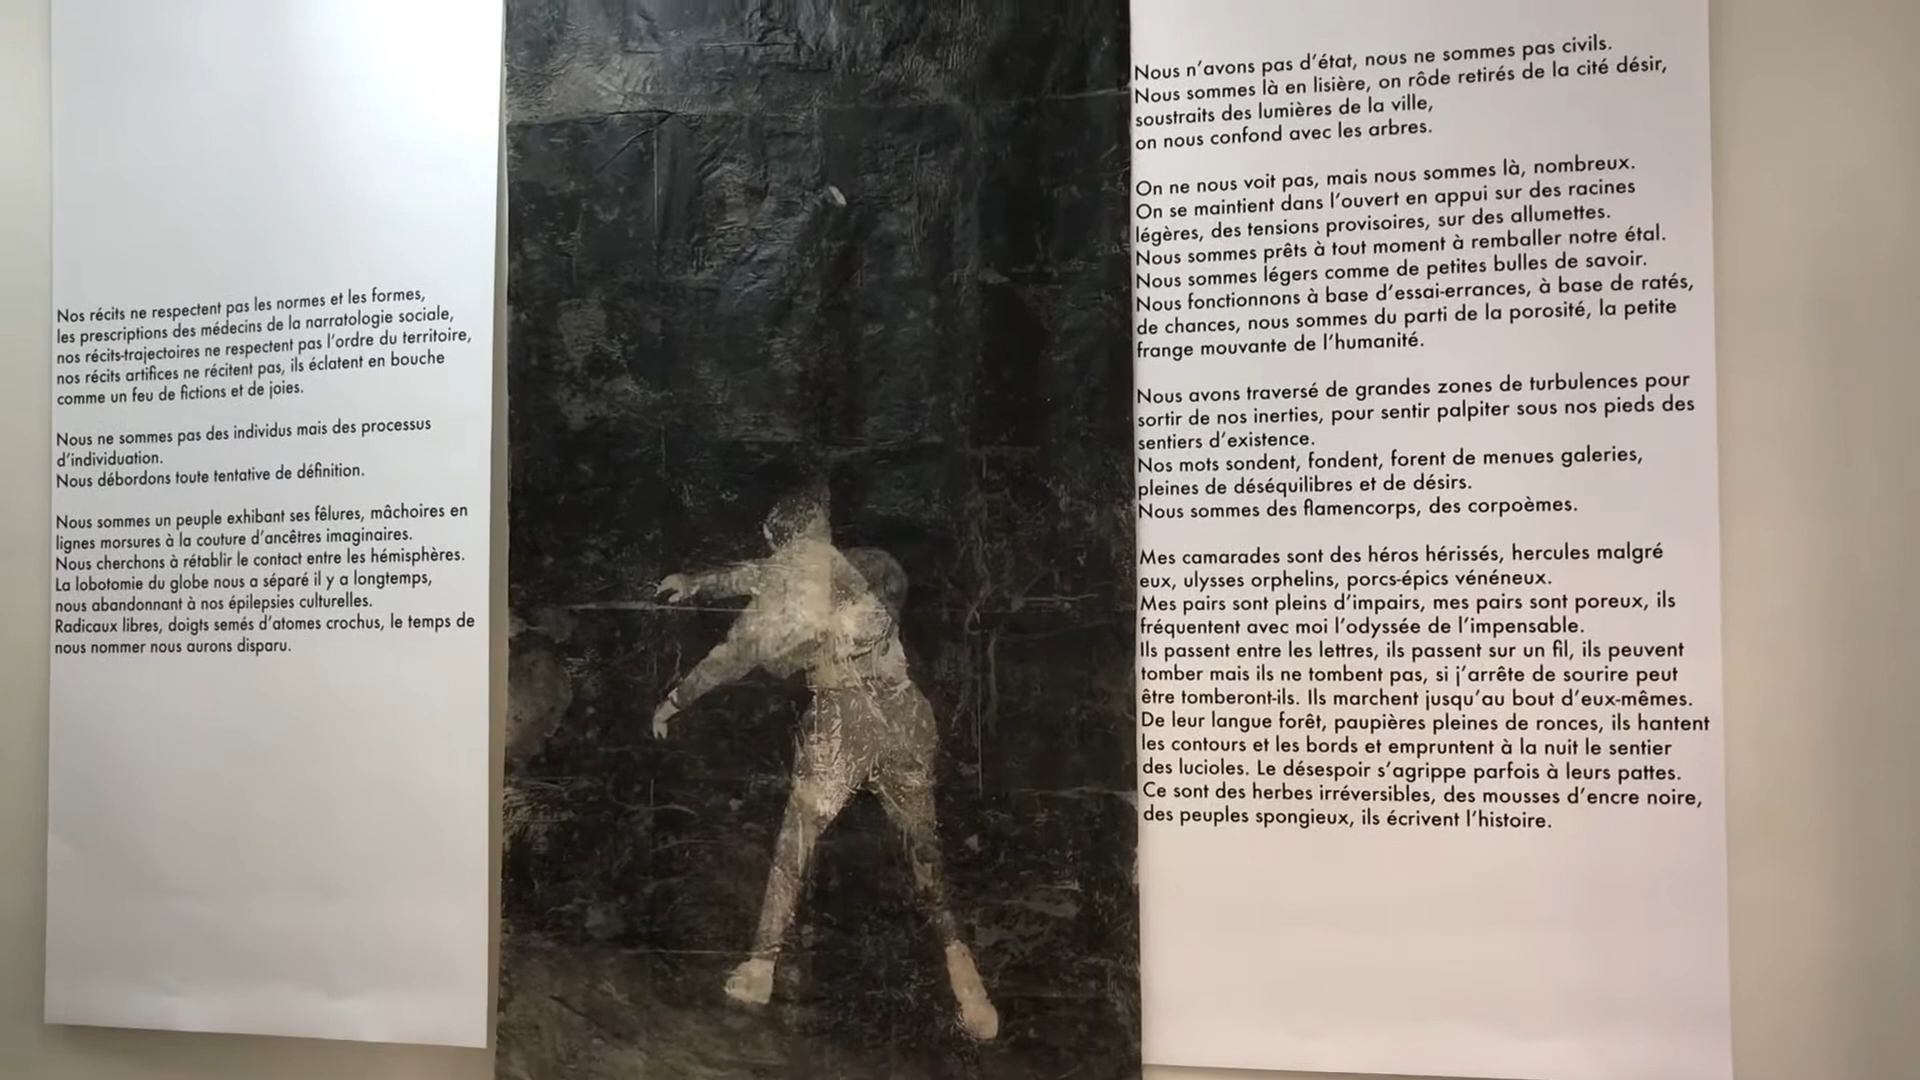 Nos récits ne respectent pas les normes et les formes,
les prescriptions des médecins de la narratologie sociale,
nos récits-trajectoires ne respectent pas l'ordre du territoire,
nos récits artifices ne récitent pas, ils éclatent en bouche
comme un feu de fictions et de joies.
Nous ne sommes pas des individus mais des processus
d'individuation.
Nous débordons toute tentative de définition.
Nous sommes un peuple exhibant ses fêlures, mâchoires en
lignes morsures à la couture d'ancêtres imaginaires.
Nous cherchons à rétablir le contact entre les hémisphères.
La lobotomie du globe nous a séparé il y a longtemps,
nous abandonnant à nos épilepsies culturelles.
Radicaux libres, doigts semés d'atomes crochus, le temps de
nous nommer nous aurons disparu.
Nous n'avons pas d'état, nous ne sommes pas civils.
Nous sommes là en lisière, on rôde retirés de la cité désir,
soustraits des lumières de la ville,
on nous confond avec les arbres.
On ne nous voit pas, mais nous sommes là, nombreux.
On se maintient dans l'ouvert en appui sur des racines
légères, des tensions provisoires, sur des allumettes.
Nous sommes prêts à tout moment à remballer notre étal.
Nous sommes légers comme de petites bulles de savoir.
Nous fonctionnons à base d'essai-errances, à base de ratés,
de chances, nous sommes du parti de la porosité, la petite
frange mouvante de l'humanité.
Nous avons traversé de grandes zones de turbulences pour
sortir de nos inerties, pour sentir palpiter sous nos pieds des
sentiers d'existence.
Nos mots sondent, fondent, forent de menues galeries,
pleines de déséquilibres et de désirs.
Nous sommes des flamencorps, des corpoèmes.
Mes camarades sont des héros hérissés, hercules malgré
eux, ulysses orphelins, porcs-épics vénéneux.
Mes pairs sont pleins d'impairs, mes pairs sont poreux, ils
fréquentent avec moi l'odyssée de l'impensable.
Ils passent entre les lettres, ils passent sur un fil, ils peuvent
tomber mais ils ne tombent pas, si j'arrête de sourire peut
être tomberont-ils. Ils marchent jusqu'au bout d'eux-mêmes.
De leur langue forêt, paupières pleines de ronces, ils hantent
les contours et les bords et empruntent à la nuit le sentier
des lucioles. Le désespoir s'agrippe parfois à leurs pattes.
Ce sont des herbes irréversibles, des mousses d'encre noire,
des peuples spongieux, ils écrivent l'histoire.